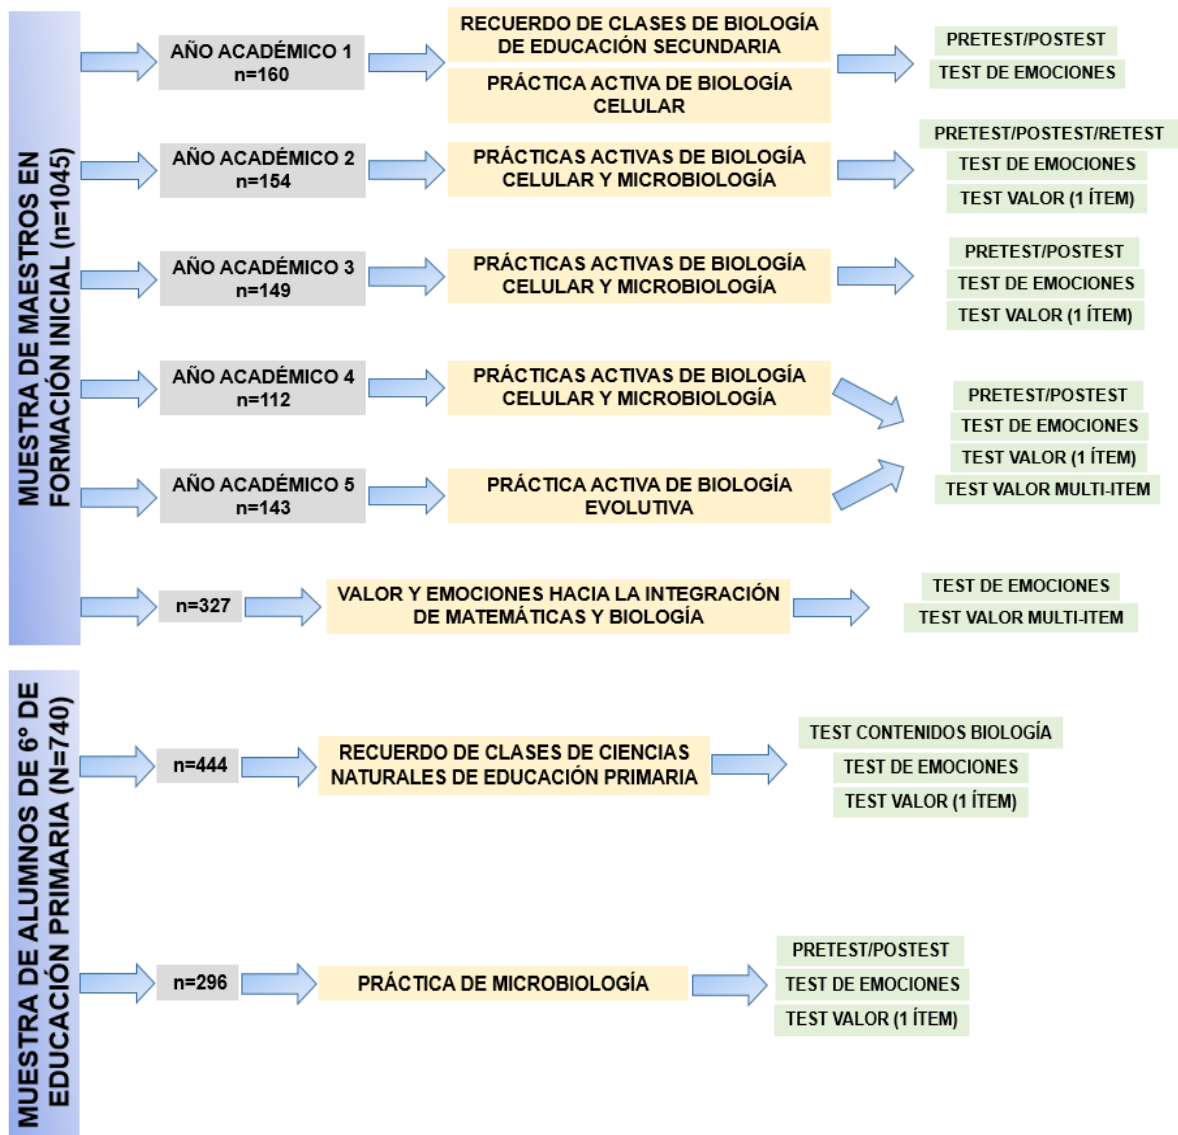 MUESTRA DE MAESTROS EN
FORMACIÓN INICIAL (n=1045)
AÑO ACADÉMICO 1
n=160
RECUERDO DE CLASES DE BIOLOGÍA
DE EDUCACIÓN SECUNDARIA
PRÁCTICA ACTIVA DE BIOLOGÍA
CELULAR
PRETEST/POSTEST
TEST DE EMOCIONES
AÑO ACADÉMICO 2
n=154
PRÁCTICAS ACTIVAS DE BIOLOGÍA
CELULAR Y MICROBIOLOGÍA
PRETEST/POSTEST/RETEST
TEST DE EMOCIONES
TEST VALOR (1 ÍTEM)
AÑO ACADÉMICO 3
n=149
PRÁCTICAS ACTIVAS DE BIOLOGÍA
CELULAR Y MICROBIOLOGÍA
PRETEST/POSTEST
TEST DE EMOCIONES
TEST VALOR (1 ÍTEM)
AÑO ACADÉMICO 4
n=112
PRÁCTICAS ACTIVAS DE BIOLOGÍA
CELULAR Y MICROBIOLOGÍA
AÑO ACADÉMICO 5
n=143
PRÁCTICA ACTIVA DE BIOLOGÍA
EVOLUTIVA
PRETEST/POSTEST
TEST DE EMOCIONES
TEST VALOR (1 ÍTEM)
TEST VALOR MULTI-ITEM
n=327
VALOR Y EMOCIONES HACIA LA INTEGRACIÓN
DE MATEMÁTICAS Y BIOLOGÍA
TEST DE EMOCIONES
TEST VALOR MULTI-ITEM
MUESTRA DE ALUMNOS DE 6º DE
EDUCACIÓN PRIMARIA (N=740)
n=444
RECUERDO DE CLASES DE CIENCIAS
NATURALES DE EDUCACIÓN PRIMARIA
TEST CONTENIDOS BIOLOGÍA
TEST DE EMOCIONES
TEST VALOR (1 ÍTEM)
n=296
PRÁCTICA DE MICROBIOLOGÍA
PRETEST/POSTEST
TEST DE EMOCIONES
TEST VALOR (1 ÍTEM)